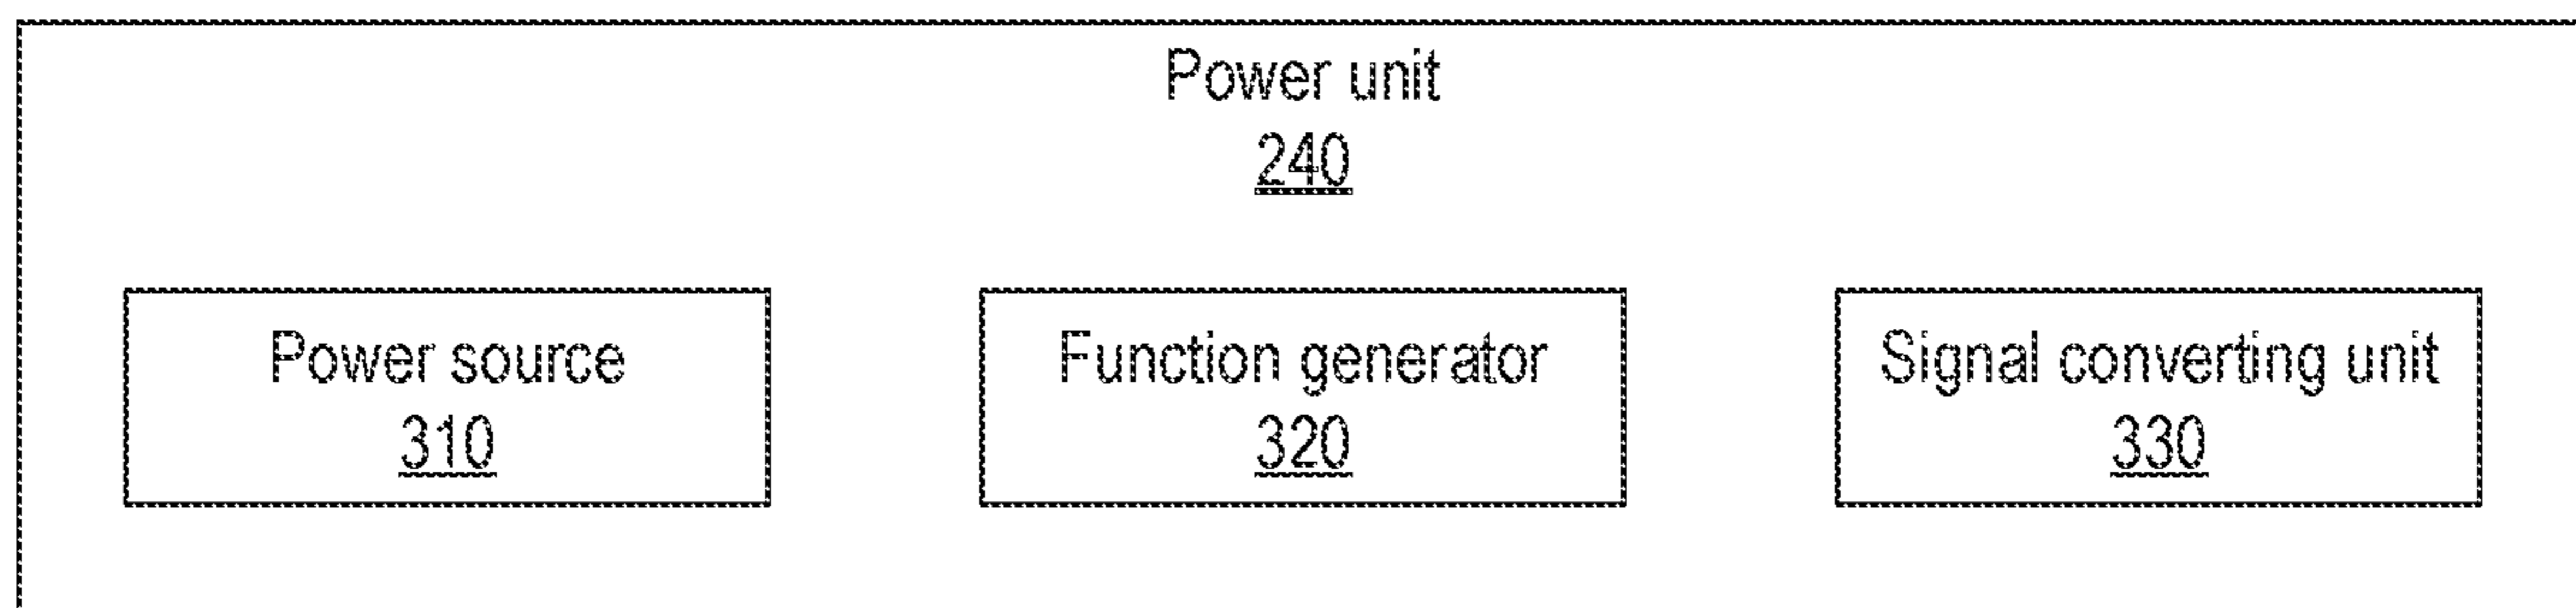 Power unit
240
Power source
310
Function generator
320
Signal converting unit
330